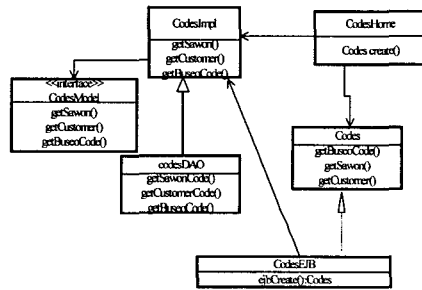 CodesImpl
getSawon()
getCustomer()
getBuseoCode()
CodesHome
Codes create()
<<interface>>
CodesModel
getSawon()
getCustomer()
getBuseoCode()
Codes
getBuseoCode()
getSawon()
getCustomer()
codesDAO
getSawonCode()
getCustomerCode()
getBuseoCode()
CodesEJB
ejbCreate():Codes